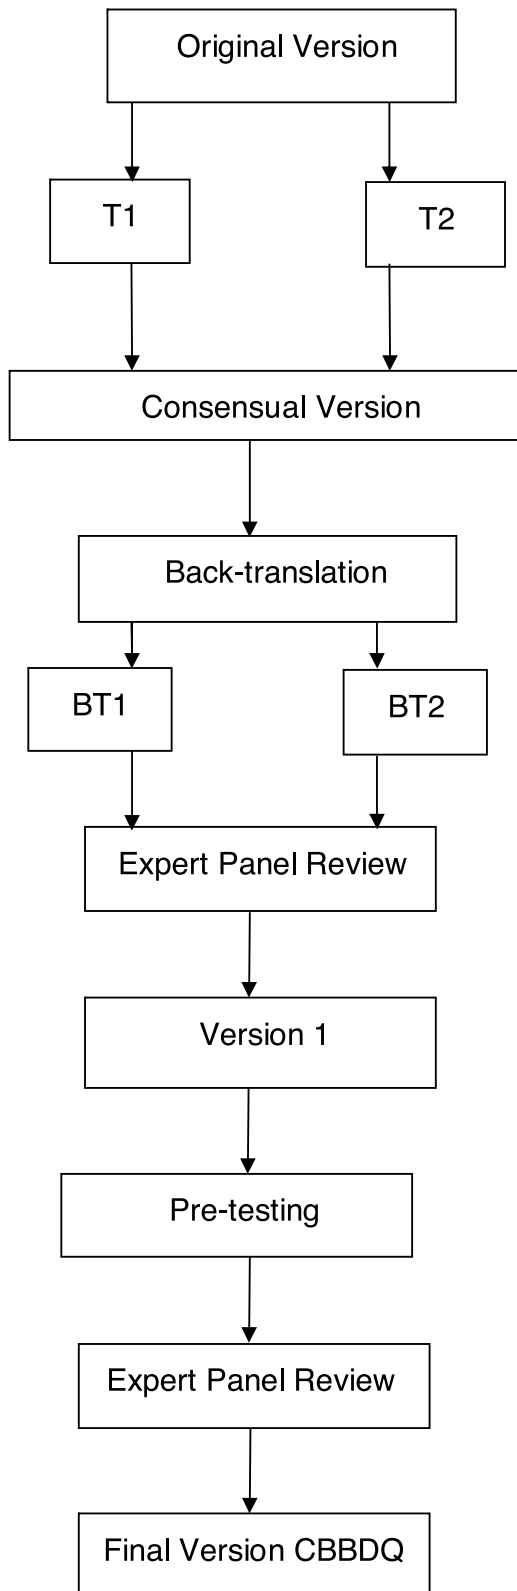 Original Version
T1
T2
Consensual Version
Back-translation
BT1
BT2
Expert Panel Review
Version 1
Pre-testing
Expert Panel Review
Final Version CBBDQ